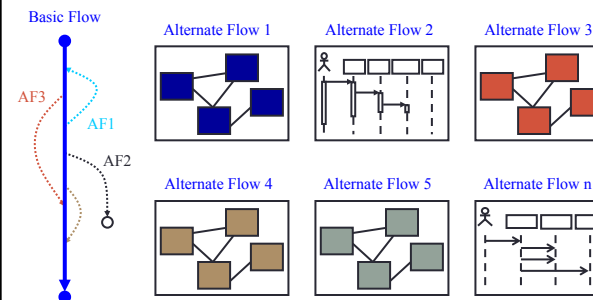 Basic Flow
Alternate Flow 1
Alternate Flow 2
Alternate Flow 3
AF3
AF1
AF2
Alternate Flow 4
Alternate Flow 5
Alternate Flow n